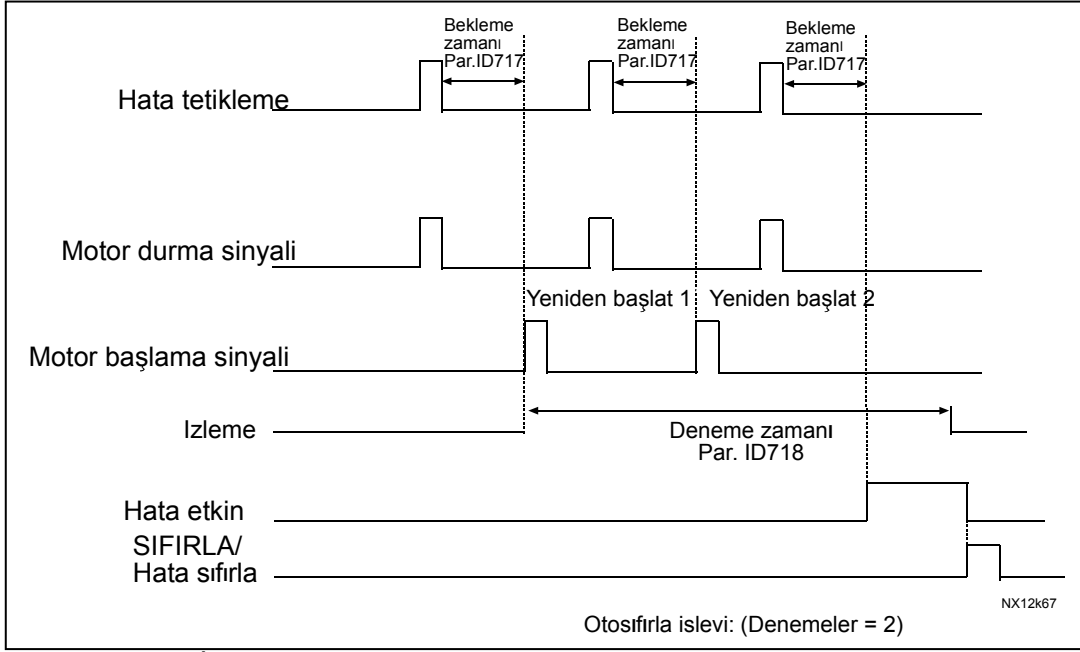 Bekleme
zamanı
Par.ID717
Bekleme
zamanı
Par.ID717
Bekleme
zamanı
Par.ID717
Hata tetikleme
Motor durma sinyali
Yeniden başlat 1
Yeniden başlat 2
Motor başlama sinyali
Izleme
Deneme zamanı
Par. ID718
Hata etkin
SIFIRLA/
Hata sıfırla
NX12k67
Otosıfırla islevi: (Denemeler = 2)